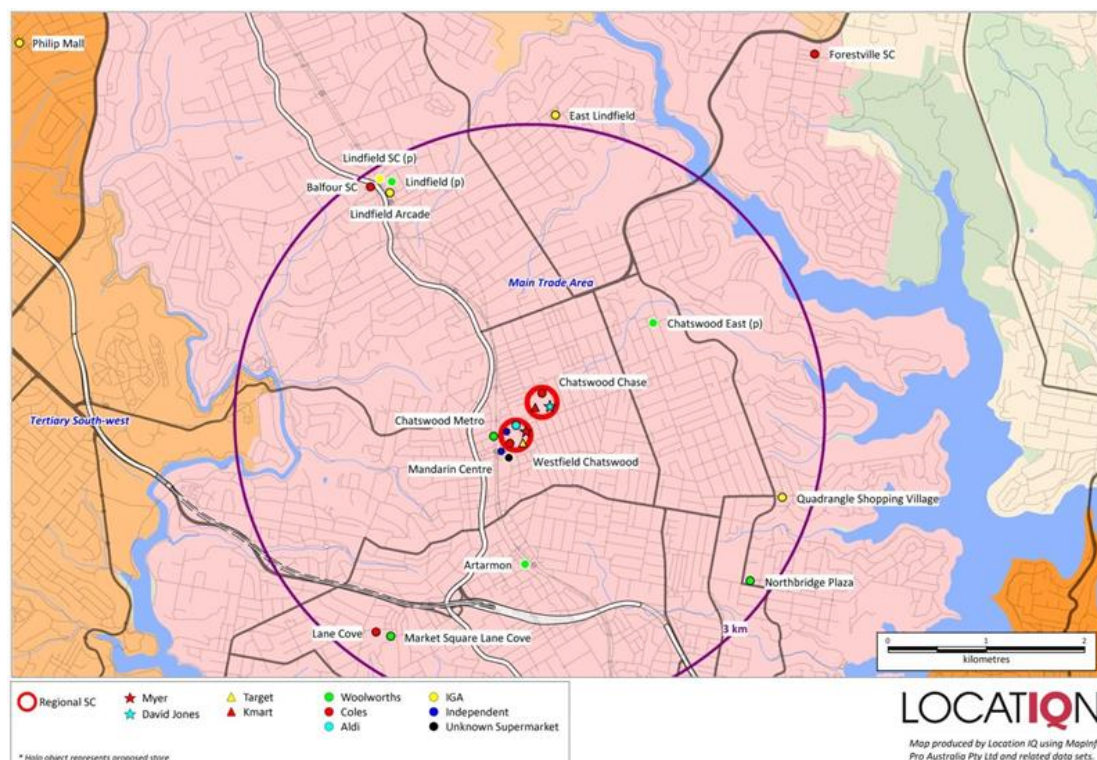 Philip Mall
Forestville SC
East Lindfield
Lindfield SC (p)
Lindfield (p)
Balfour SC
Lindfield Arcade
Main Trade Area
Chatswood East (p)
Chatswood Chase
Tertiary South-west
Chatswood Metro
Mandarin Centre
Westfield Chatswood
Quadrangle Shopping Village
Artarmon
Northbridge Plaza
3 km
Lane Cove
Market Square Lane Cove
0 1 2
kilometres
Regional SC
Myer
David Jones
Target
Kmart
Woolworths
Coles
Aldi
IGA
Independent
Unknown Supermarket
* Halo object represents proposed store
LOCATIQN
Map produced by Location IQ using MapInf
Pro Australia Pty Ltd and related data sets.